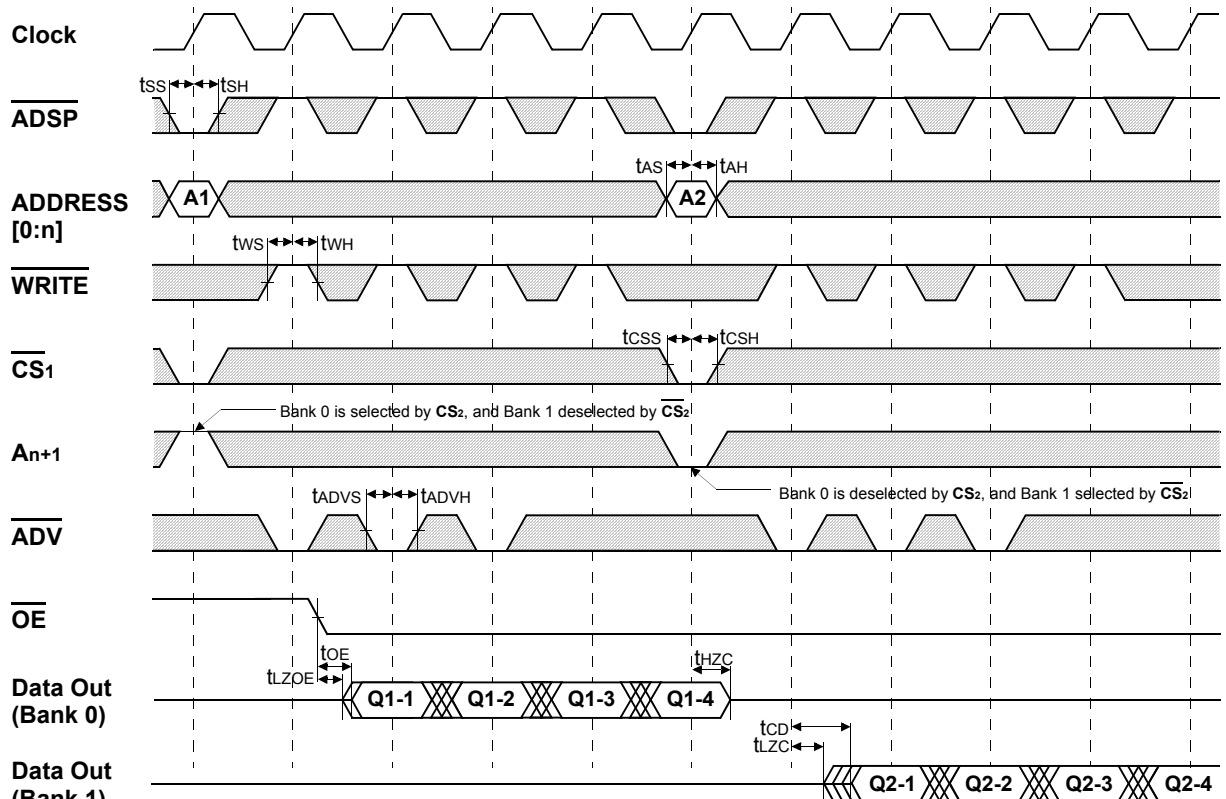 Clock
tSS tSH
ADSP
tAS tAH
ADDRESS
[0:n]
A1 A2
tWS tWH
WRITE
tCSS tCSH
CS1
Bank 0 is selected by CS2, and Bank 1 deselected by CS2
An+1
Bank 0 is deselected by CS2, and Bank 1 selected by CS2
tADVS tADVH
ADV
OE
tOE
tLZOE
tHZC
Data Out
(Bank 0)
Q1-1 Q1-2 Q1-3 Q1-4
tCD
tLZC
Data Out
(Bank 1)
Q2-1 Q2-2 Q2-3 Q2-4